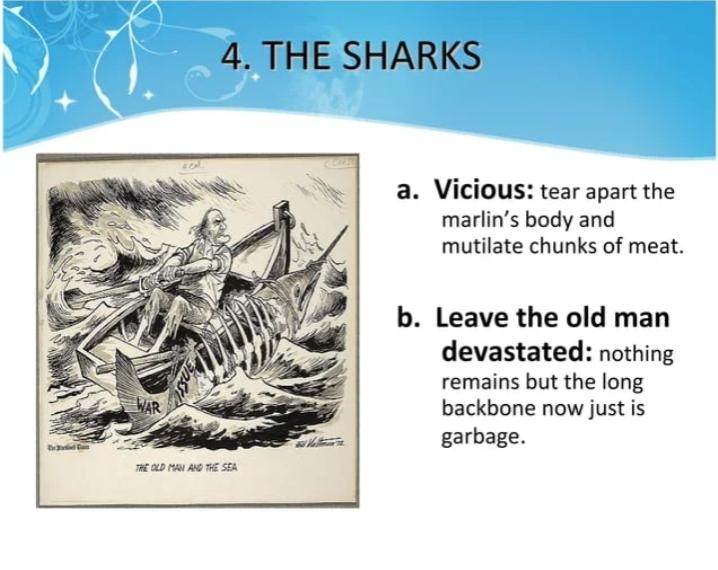 4. THE SHARKS
4 col.
WAR
ISSUE
The Hartford Times
THE OLD MAN AND THE SEA
a. Vicious: tear apart the
marlin's body and
mutilate chunks of meat.
b. Leave the old man
devastated: nothing
remains but the long
backbone now just is
garbage.